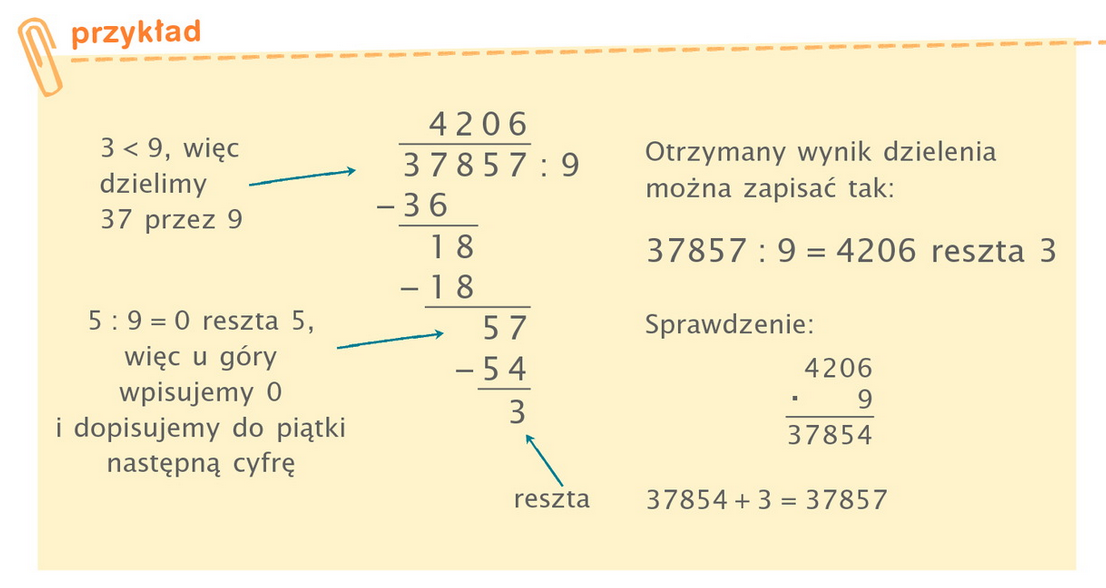 przykład
3 < 9, więc
dzielimy
37 przez 9
5 : 9 = 0 reszta 5,
więc u góry
wpisujemy 0
i dopisujemy do piątki
następną cyfrę
4206
37857 : 9
– 36
18
– 18
57
– 54
3
reszta
Otrzymany wynik dzielenia
można zapisać tak:
37857 : 9 = 4206 reszta 3
Sprawdzenie:
4206
· 9
37854
37854 + 3 = 37857